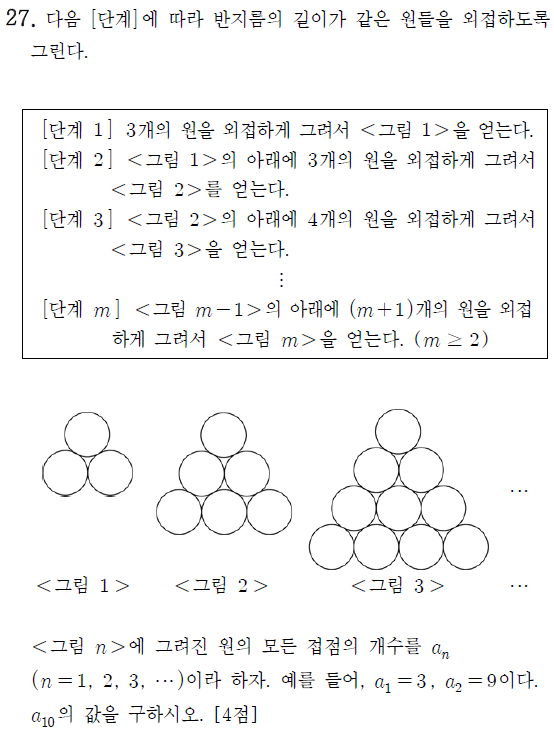 27. 다음 [단계]에 따라 반지름의 길이가 같은 원들을 외접하도록
그린다.
[단계 1] 3개의 원을 외접하게 그려서 <그림 1>을 얻는다.
[단계 2] <그림 1>의 아래에 3개의 원을 외접하게 그려서
<그림 2>를 얻는다.
[단계 3] <그림 2>의 아래에 4개의 원을 외접하게 그려서
<그림 3>을 얻는다.
⋮
[단계 m] <그림 m-1>의 아래에 (m+1)개의 원을 외접
하게 그려서 <그림 m>을 얻는다. (m ≥ 2)
…
<그림 1> <그림 2> <그림 3> …
<그림 n>에 그려진 원의 모든 접점의 개수를 aₙ
(n=1, 2, 3, …)이라 하자. 예를 들어, a₁=3, a₂=9이다.
a₁₀의 값을 구하시오. [4점]